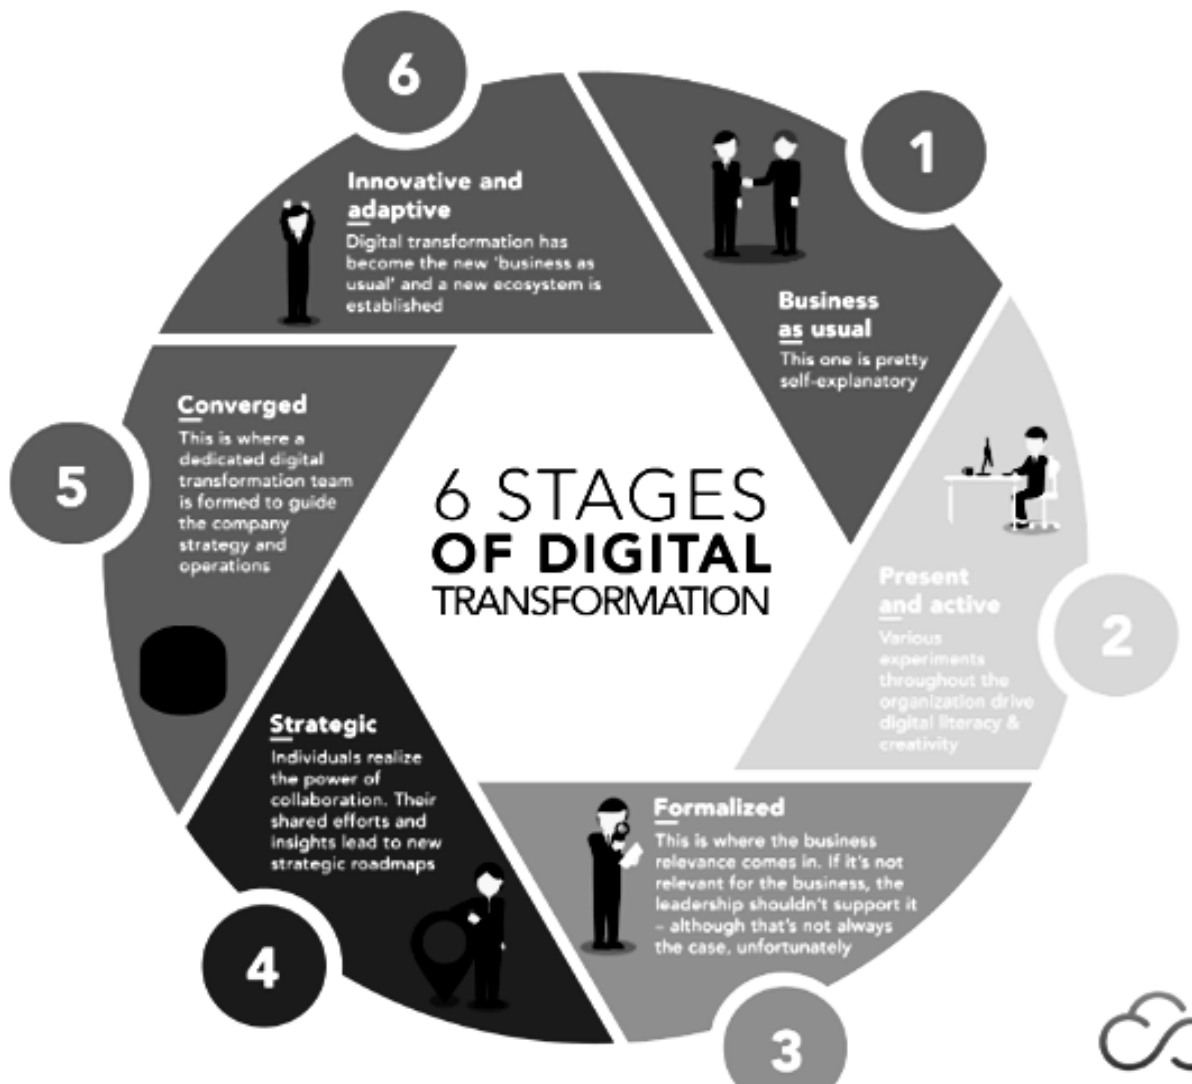 6 STAGES
OF DIGITAL
TRANSFORMATION
1
Business
as usual
This one is pretty
self-explanatory
2
Present
and active
Various
experiments
throughout the
organization drive
digital literacy &
creativity
3
Formalized
This is where the business
relevance comes in. If it's not
relevant for the business, the
leadership shouldn't support it
– although that's not always
the case, unfortunately
4
Strategic
Individuals realize
the power of
collaboration. Their
shared efforts and
insights lead to new
strategic roadmaps
5
Converged
This is where a
dedicated digital
transformation team
is formed to guide
the company
strategy and
operations
6
Innovative and
adaptive
Digital transformation has
become the new 'business as
usual' and a new ecosystem is
established